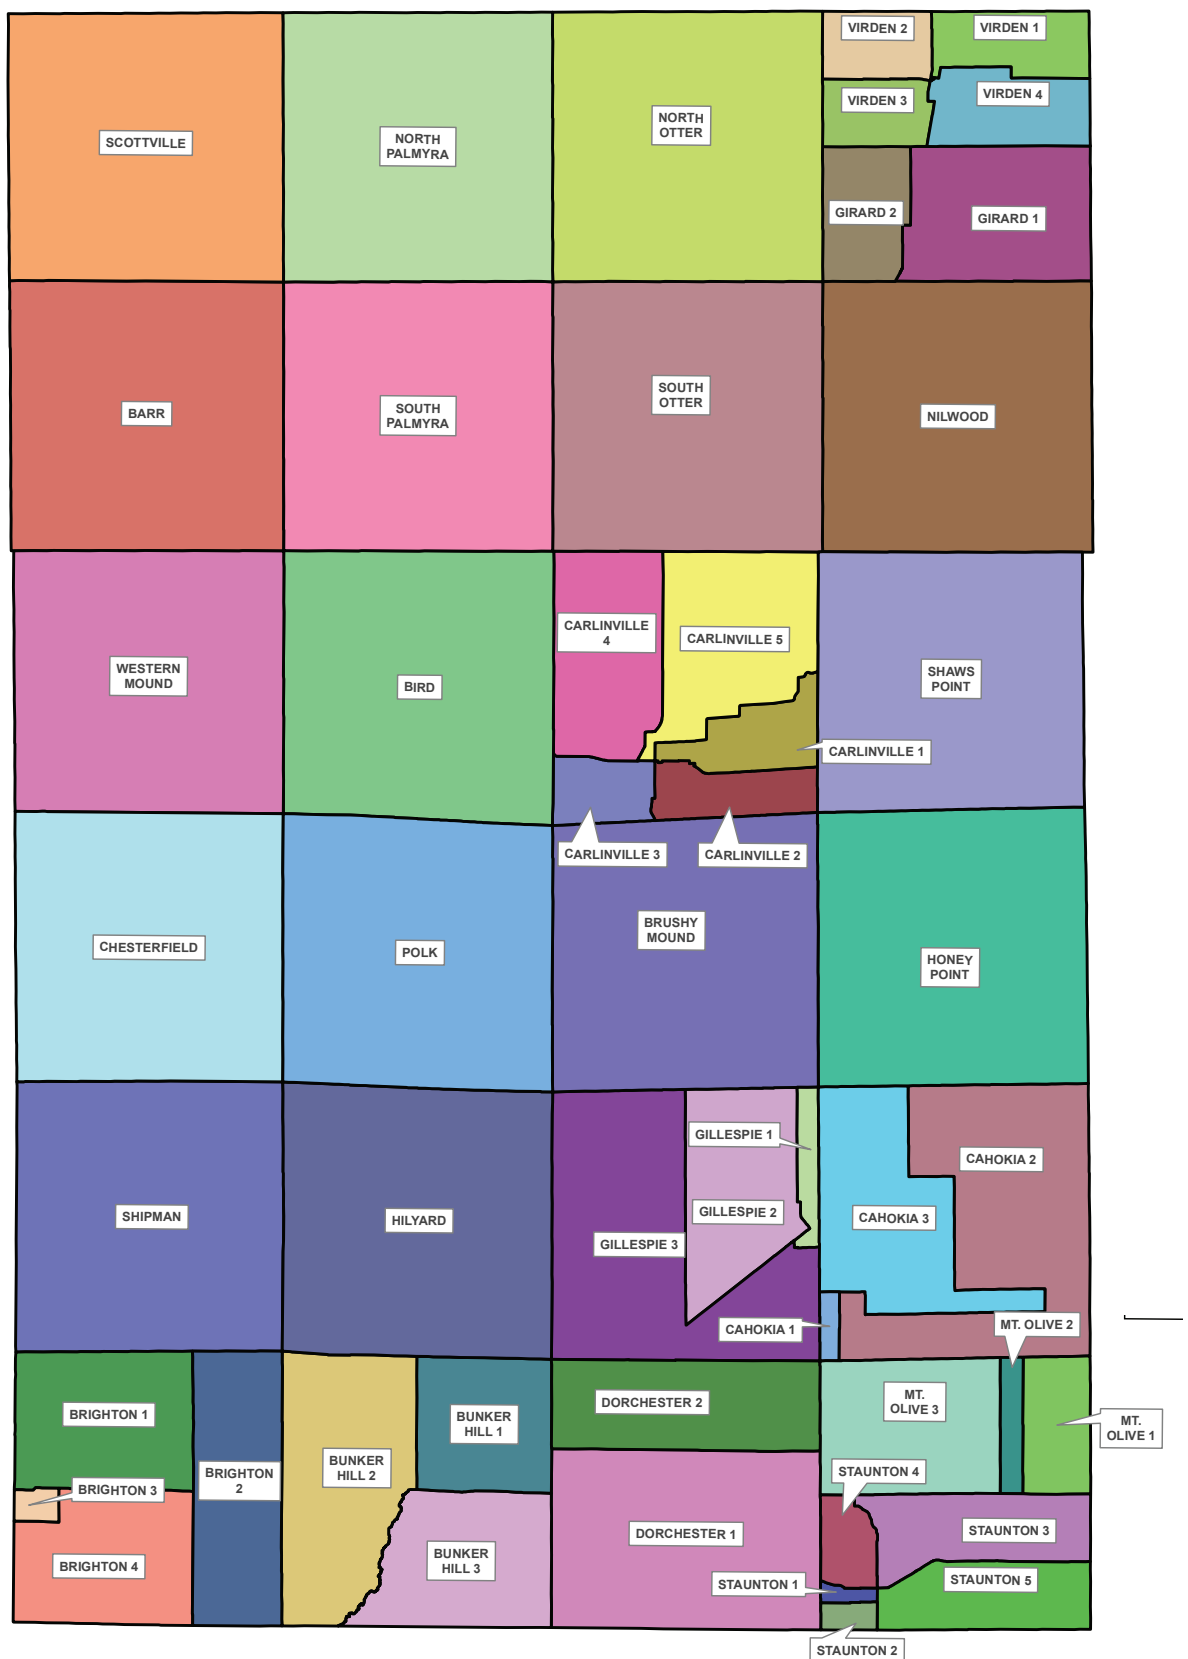 VIRDEN 2
VIRDEN 1
VIRDEN 3
VIRDEN 4
SCOTTVILLE
NORTH
PALMYRA
NORTH
OTTER
GIRARD 2
GIRARD 1
BARR
SOUTH
PALMYRA
SOUTH
OTTER
NILWOOD
WESTERN
MOUND
BIRD
CARLINVILLE
4
CARLINVILLE 5
SHAWS
POINT
CARLINVILLE 1
CARLINVILLE 3
CARLINVILLE 2
CHESTERFIELD
POLK
BRUSHY
MOUND
HONEY
POINT
GILLESPIE 1
CAHOKIA 2
SHIPMAN
HILYARD
GILLESPIE 2
CAHOKIA 3
GILLESPIE 3
CAHOKIA 1
MT. OLIVE 2
BRIGHTON 1
BUNKER
HILL 1
DORCHESTER 2
MT.
OLIVE 3
MT.
OLIVE 1
BRIGHTON 3
BRIGHTON
2
BUNKER
HILL 2
STAUNTON 4
BRIGHTON 4
BUNKER
HILL 3
DORCHESTER 1
STAUNTON 3
STAUNTON 1
STAUNTON 5
STAUNTON 2